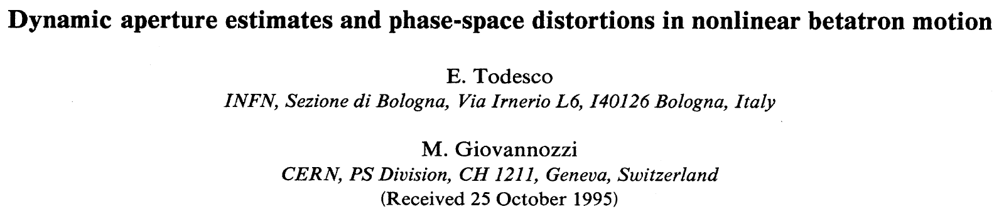 Dynamic aperture estimates and phase-space distortions in nonlinear betatron motion
E. Todesco
INFN, Sezione di Bologna, Via Irnerio L6, I40126 Bologna, Italy
M. Giovannozzi
CERN, PS Division, CH 1211, Geneva, Switzerland
(Received 25 October 1995)